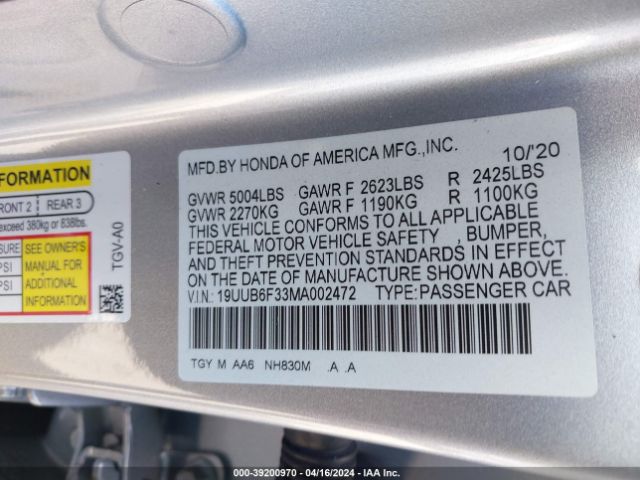 FORMATION
FRONT 2 REAR 3
exceed 380kg or 838lbs.
SURE SEE OWNER'S
PSI MANUAL FOR
ADDITIONAL
PSI INFORMATION
TGV-A0
MFD.BY HONDA OF AMERICA MFG.,INC. 10/'20
GVWR 5004LBS GAWR F 2623LBS R 2425LBS
GVWR 2270KG GAWR F 1190KG R 1100KG
THIS VEHICLE CONFORMS TO ALL APPLICABLE
FEDERAL MOTOR VEHICLE SAFETY , BUMPER,
AND THEFT PREVENTION STANDARDS IN EFFECT
ON THE DATE OF MANUFACTURE SHOWN ABOVE.
V.I.N.: 19UUB6F33MA002472 TYPE:PASSENGER CAR
TGY M AA6 NH830M .A .A
000-39200970 - 04/16/2024 - IAA Inc.